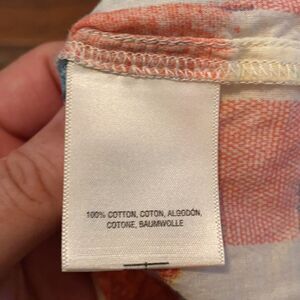 100% COTTON, COTON, ALGODÓN,
COTONE, BAUMWOLLE